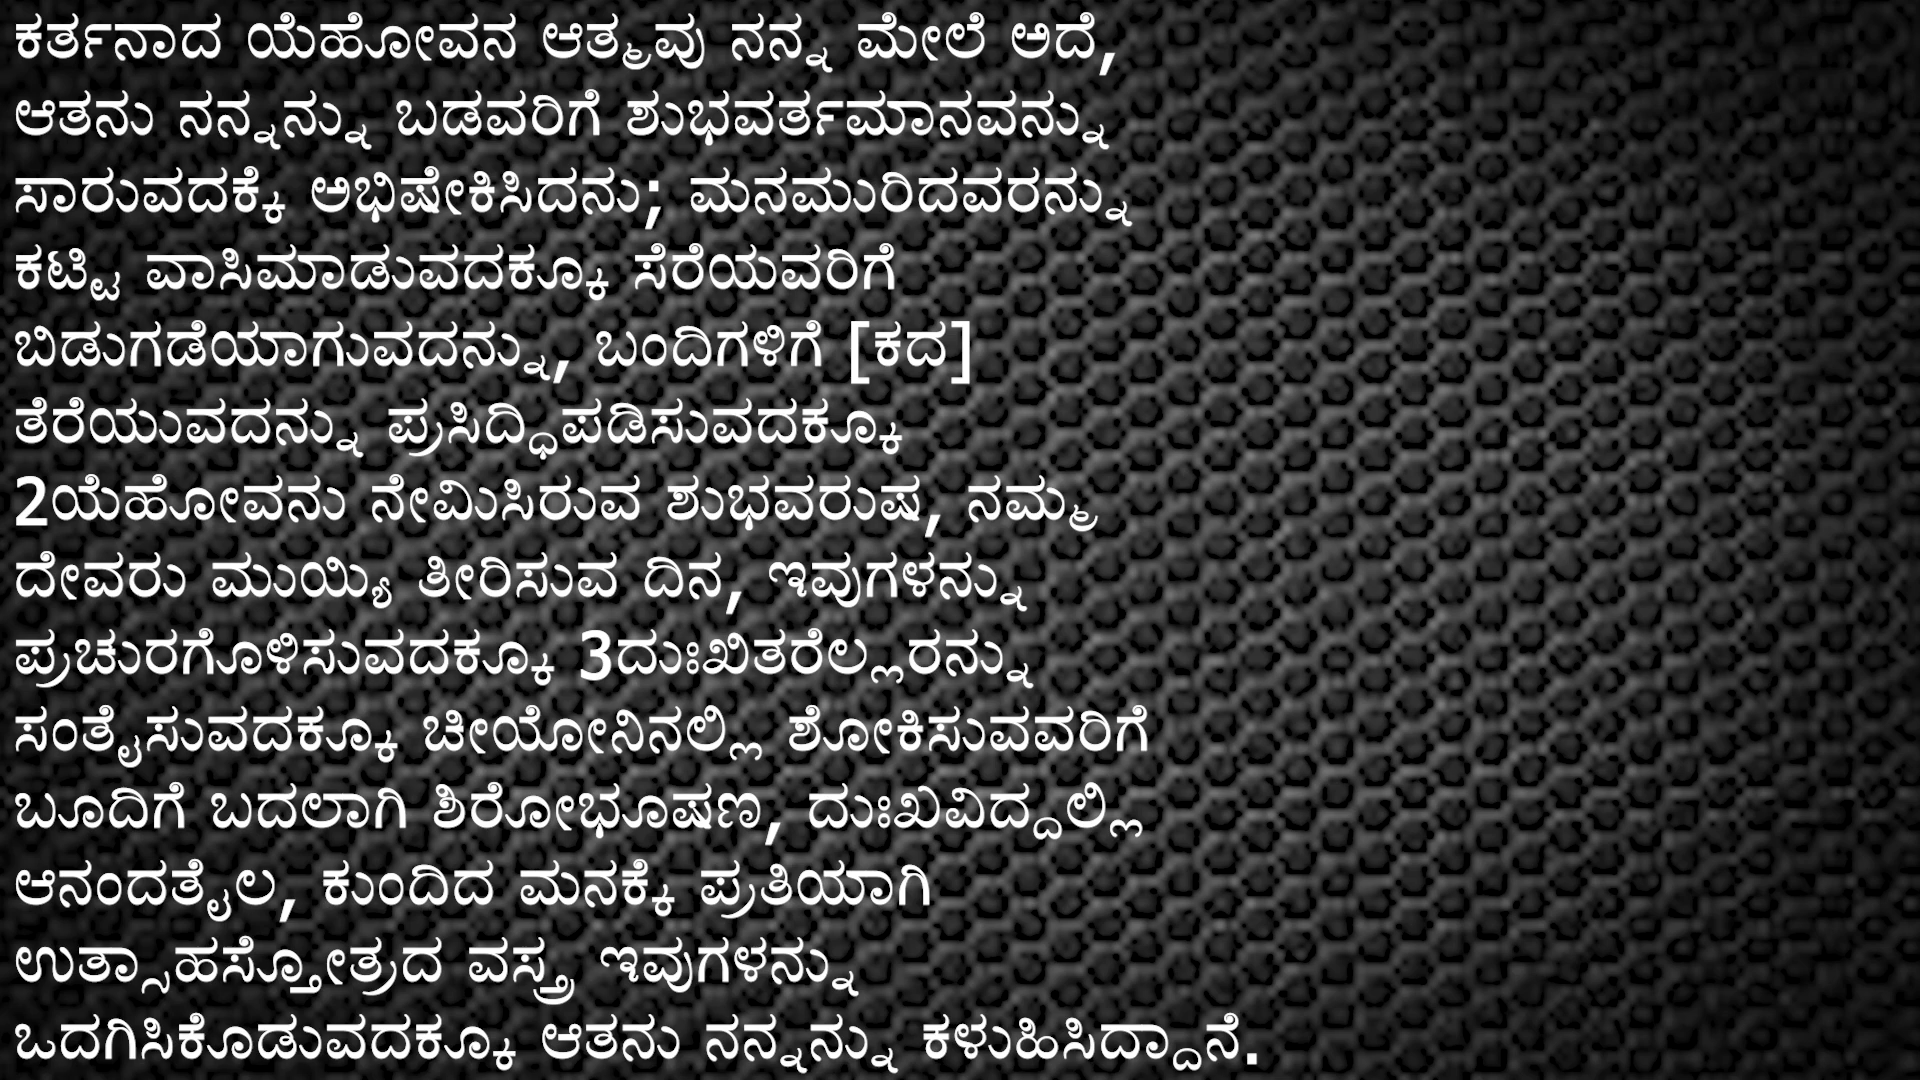 ಕರ್ತನಾದ ಯೆಹೋವನ ಆತ್ಮವು ನನ್ನ ಮೇಲೆ ಅದೆ,
ಆತನು ನನ್ನನ್ನು ಬಡವರಿಗೆ ಶುಭವರ್ತಮಾನವನ್ನು
ಸಾರುವದಕ್ಕೆ ಅಭಿಷೇಕಿಸಿದನು; ಮನಮುರಿದವರನ್ನು
ಕಟ್ಟಿ ವಾಸಿಮಾಡುವದಕ್ಕೂ ಸೆರೆಯವರಿಗೆ
ಬಿಡುಗಡೆಯಾಗುವದನ್ನು, ಬಂದಿಗಳಿಗೆ [ಕದ]
ತೆರೆಯುವದನ್ನು ಪ್ರಸಿದ್ಧಿಪಡಿಸುವದಕ್ಕೂ
2ಯೆಹೋವನು ನೇಮಿಸಿರುವ ಶುಭವರುಷ, ನಮ್ಮ
ದೇವರು ಮುಯ್ಯಿ ತೀರಿಸುವ ದಿನ, ಇವುಗಳನ್ನು
ಪ್ರಚುರಗೊಳಿಸುವದಕ್ಕೂ 3ದುಃಖಿತರೆಲ್ಲರನ್ನು
ಸಂತೈಸುವದಕ್ಕೂ ಚೀಯೋನಿನಲ್ಲಿ ಶೋಕಿಸುವವರಿಗೆ
ಬೂದಿಗೆ ಬದಲಾಗಿ ಶಿರೋಭೂಷಣ, ದುಃಖವಿದ್ದಲ್ಲಿ
ಆನಂದತೈಲ, ಕುಂದಿದ ಮನಕ್ಕೆ ಪ್ರತಿಯಾಗಿ
ಉತ್ಸಾಹಸ್ತೋತ್ರದ ವಸ್ತ್ರ ಇವುಗಳನ್ನು
ಒದಗಿಸಿಕೊಡುವದಕ್ಕೂ ಆತನು ನನ್ನನ್ನು ಕಳುಹಿಸಿದ್ದಾನೆ.